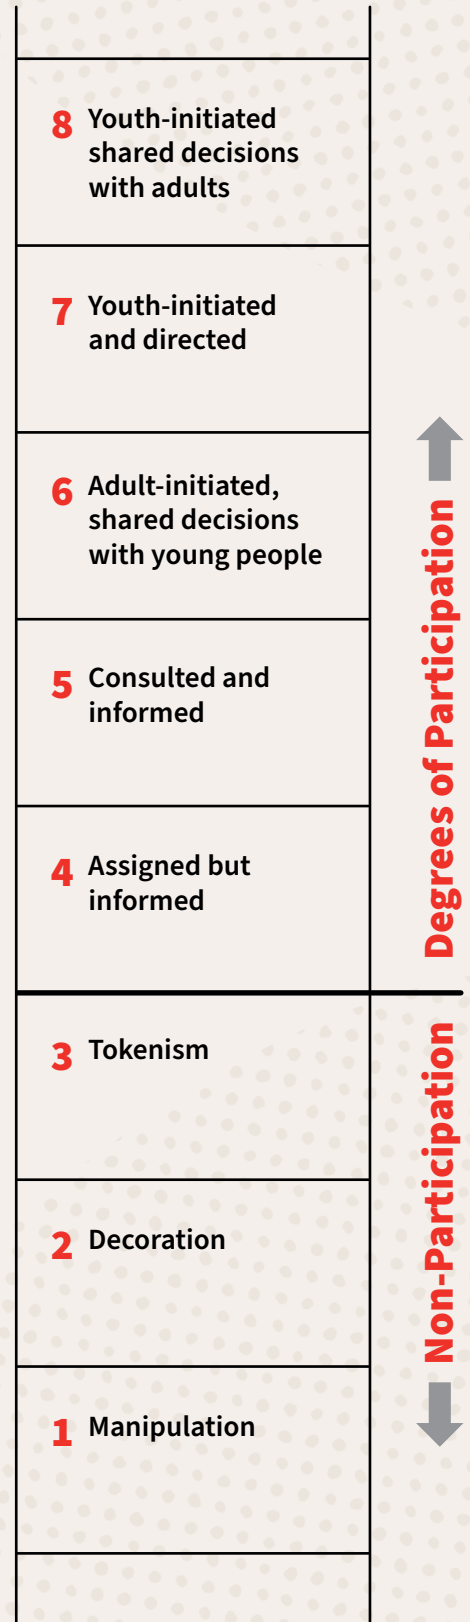 8 Youth-initiated
shared decisions
with adults
7 Youth-initiated
and directed
6 Adult-initiated,
shared decisions
with young people
5 Consulted and
informed
4 Assigned but
informed
Degrees of Participation
3 Tokenism
2 Decoration
1 Manipulation
Non-Participation